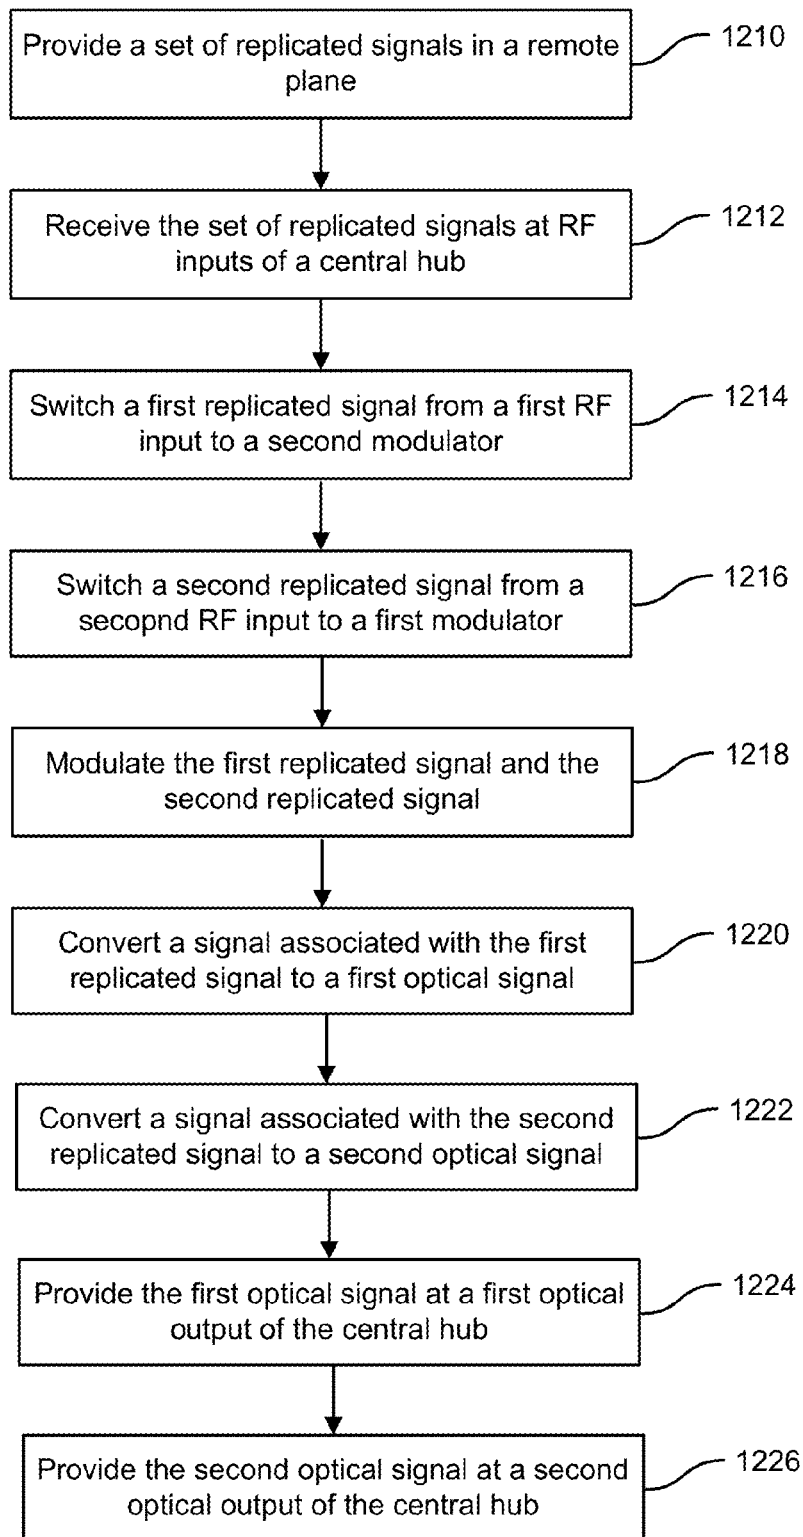 Provide a set of replicated signals in a remote
plane
1210
Receive the set of replicated signals at RF
inputs of a central hub
1212
Switch a first replicated signal from a first RF
input to a second modulator
1214
Switch a second replicated signal from a
secopnd RF input to a first modulator
1216
Modulate the first replicated signal and the
second replicated signal
1218
Convert a signal associated with the first
replicated signal to a first optical signal
1220
Convert a signal associated with the second
replicated signal to a second optical signal
1222
Provide the first optical signal at a first optical
output of the central hub
1224
Provide the second optical signal at a second
optical output of the central hub
1226